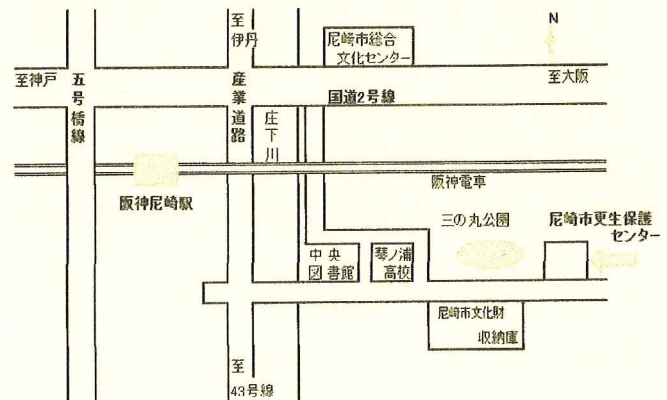 至
伊丹
尼崎市総合
文化センター
N
至神戸
五号橋線
産業道路
国道2号線
至大阪
庄下川
阪神電車
阪神尼崎駅
三の丸公園
尼崎市更生保護
センター
中央
図書館
琴ノ浦
高校
尼崎市文化財
収納庫
至
43号線